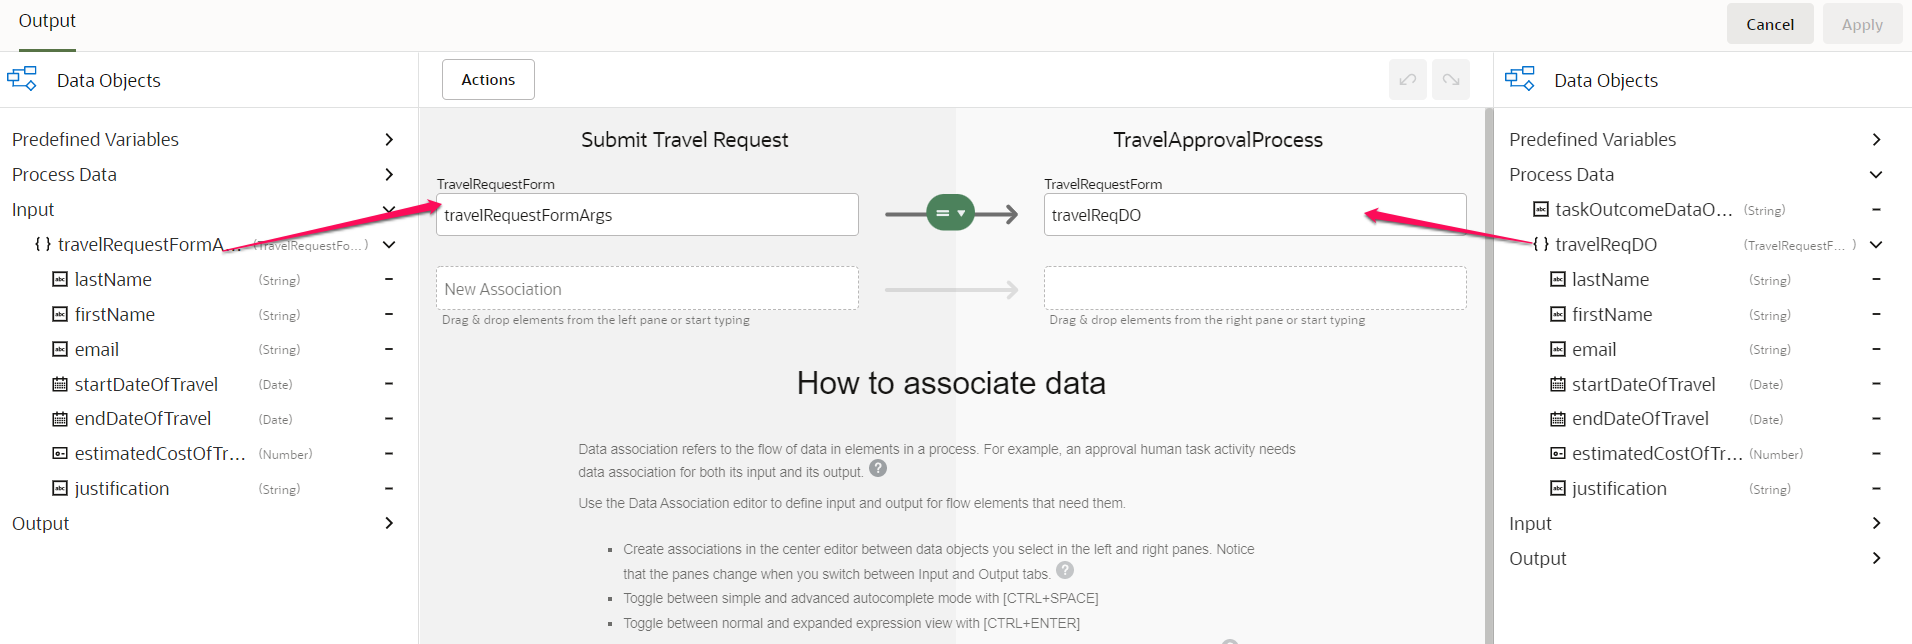 Output
Cancel
Apply
Data Objects
Predefined Variables
Process Data
Input
travelRequestFormA... (TravelRequestFo... )
lastName (String)
firstName (String)
email (String)
startDateOfTravel (Date)
endDateOfTravel (Date)
estimatedCostOfTr... (Number)
justification (String)
Output
Actions
Submit Travel Request
TravelApprovalProcess
TravelRequestForm
travelRequestFormArgs
=
TravelRequestForm
travelReqDO
New Association
Drag & drop elements from the left pane or start typing
Drag & drop elements from the right pane or start typing
How to associate data
Data association refers to the flow of data in elements in a process. For example, an approval human task activity needs
data association for both its input and its output. ?
Use the Data Association editor to define input and output for flow elements that need them.
Create associations in the center editor between data objects you select in the left and right panes. Notice
that the panes change when you switch between Input and Output tabs. ?
Toggle between simple and advanced autocomplete mode with [CTRL+SPACE]
Toggle between normal and expanded expression view with [CTRL+ENTER]
Data Objects
Predefined Variables
Process Data
taskOutcomeDataO... (String)
{ } travelReqDO (TravelRequestF... )
lastName (String)
firstName (String)
email (String)
startDateOfTravel (Date)
endDateOfTravel (Date)
estimatedCostOfTr... (Number)
justification (String)
Input
Output